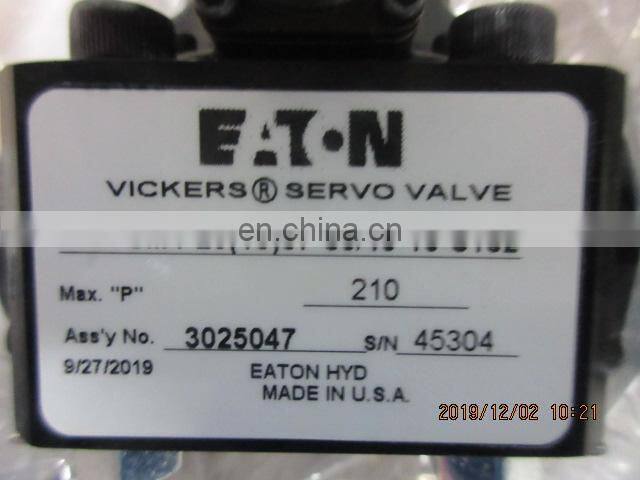 EATON
VICKERS® SERVO VALVE
en.china.cn
Max. "P" 210
Ass'y No. 3025047 S/N 45304
9/27/2019 EATON HYD
MADE IN U.S.A.
2019/12/02 10:21